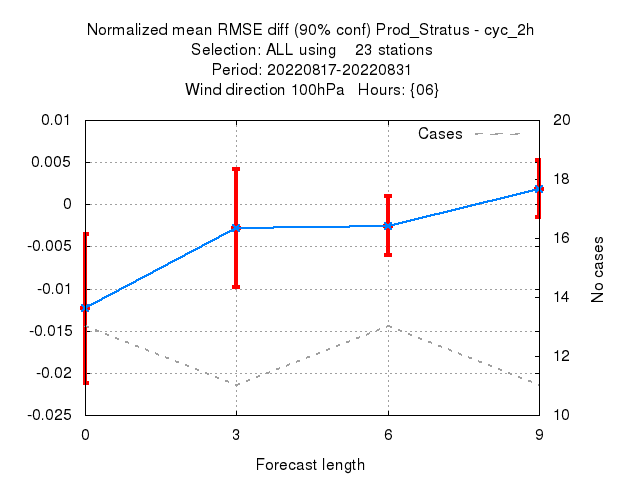 Normalized mean RMSE diff (90% conf) Prod_Stratus - cyc_2h
Selection: ALL using    23 stations
Period: 20220817-20220831
Wind direction 100hPa   Hours: {06}
0.01
0.005
0
-0.005
-0.01
-0.015
-0.02
-0.025
Cases
20
18
16
14
12
10
No cases
0 3 6 9
Forecast length